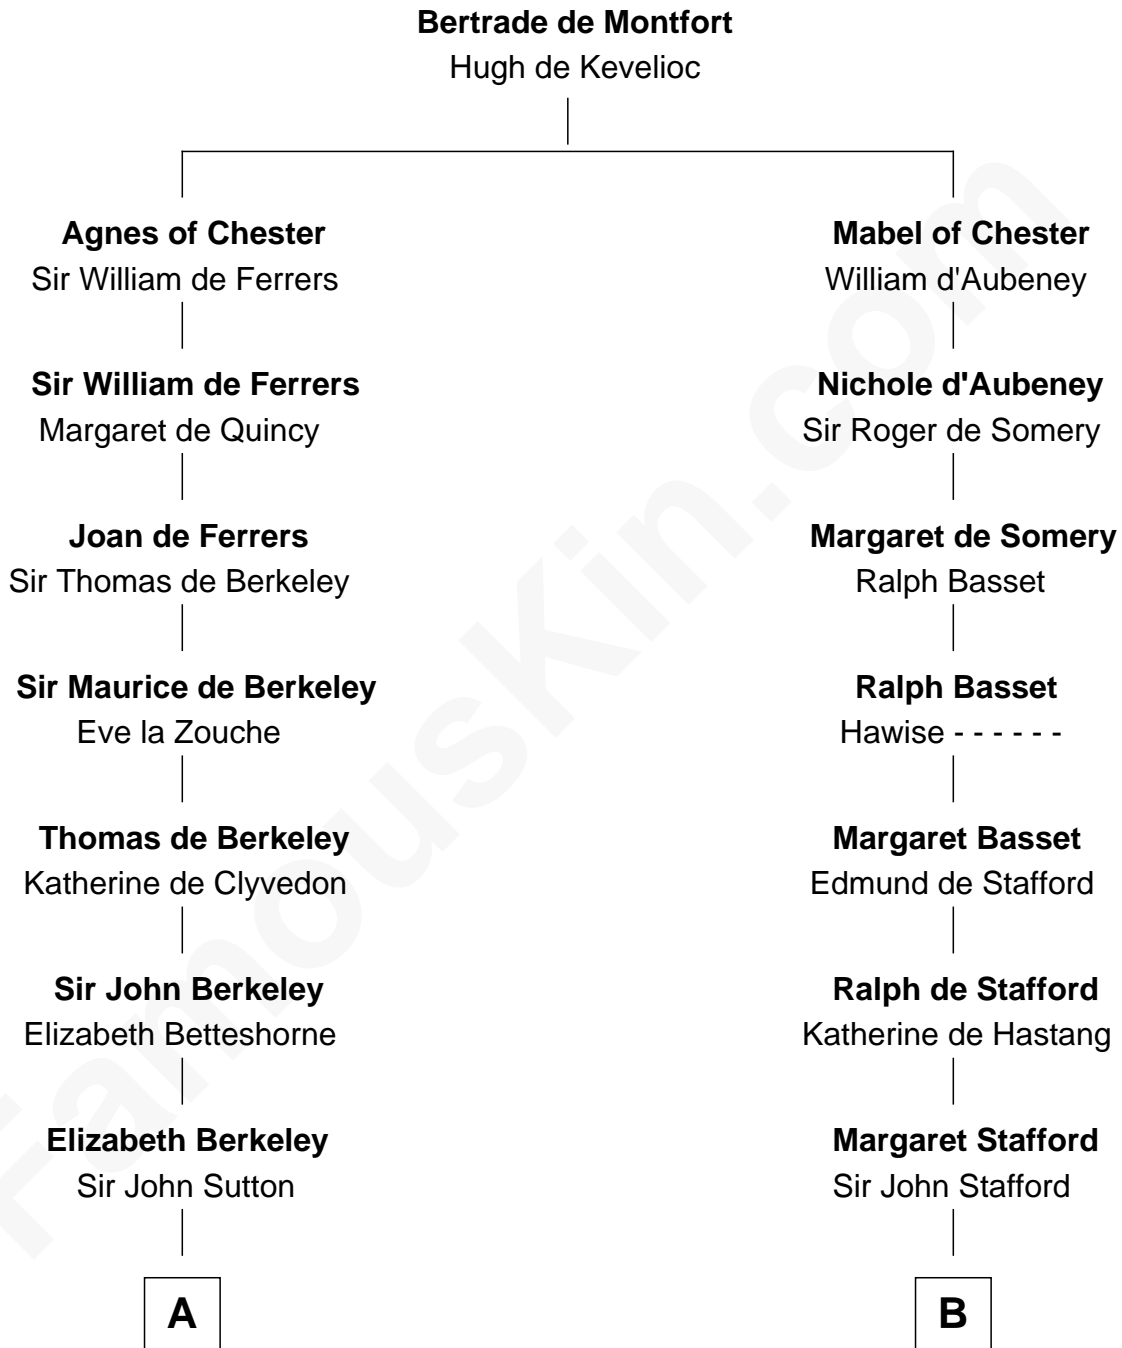 Bertrade de Montfort
Hugh de Kevelioc
Agnes of Chester
Sir William de Ferrers
Mabel of Chester
William d'Aubeney
Sir William de Ferrers
Margaret de Quincy
Nichole d'Aubeney
Sir Roger de Somery
Joan de Ferrers
Sir Thomas de Berkeley
Margaret de Somery
Ralph Basset
Sir Maurice de Berkeley
Eve la Zouche
Ralph Basset
Hawise - - - - - -
Thomas de Berkeley
Katherine de Clyvedon
Margaret Basset
Edmund de Stafford
Sir John Berkeley
Elizabeth Betteshorne
Ralph de Stafford
Katherine de Hastang
Elizabeth Berkeley
Sir John Sutton
Margaret Stafford
Sir John Stafford
A
B
FamousKin.com